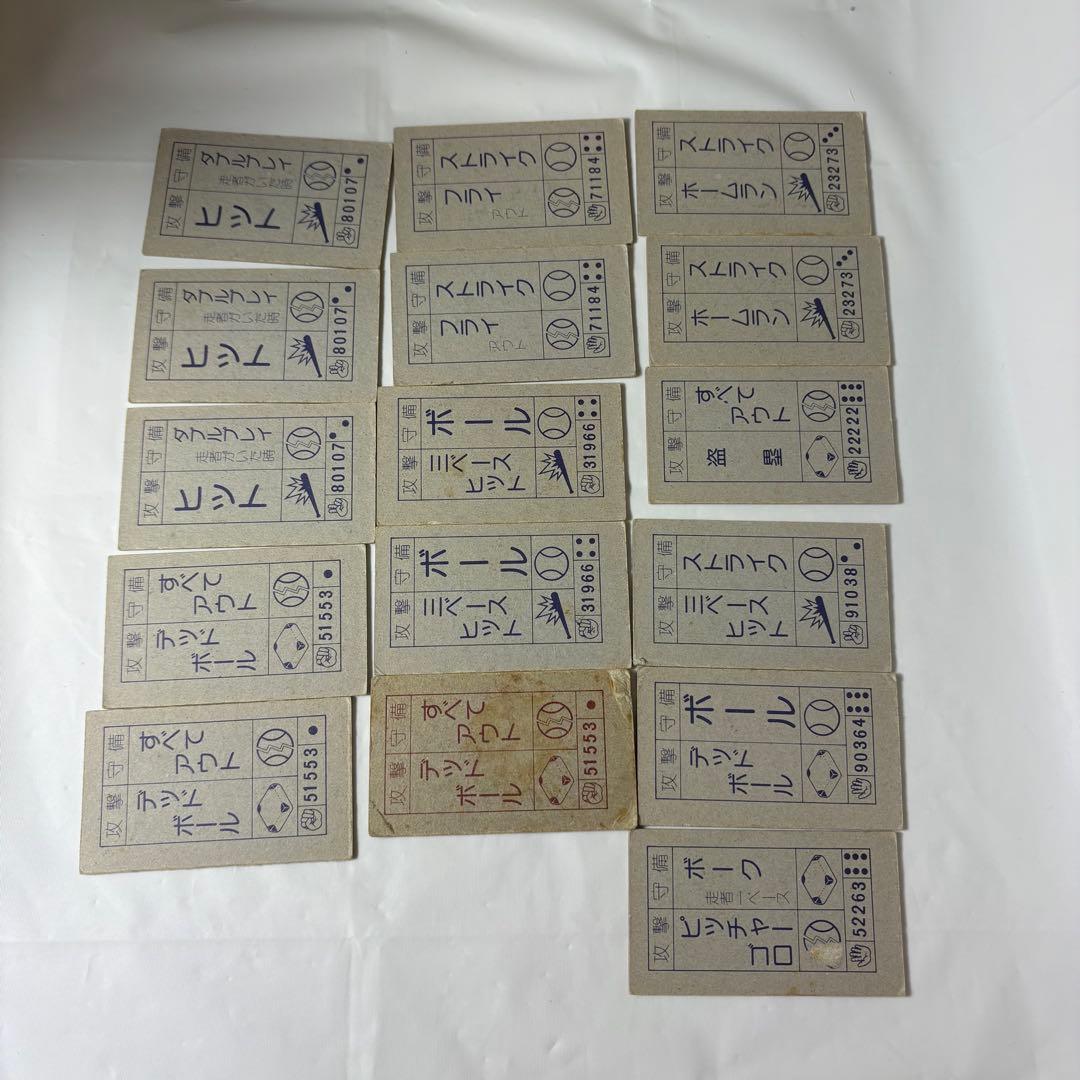 攻撃 守備
ヒット
ダブルプレイ
走者がいた時
80107
攻撃 守備
ヒット
ダブルプレイ
走者がいた時
80107
攻撃 守備
ヒット
ダブルプレイ
走者がいた時
80107
攻撃 守備
デッド
ボール
すべて
アウト
51553
攻撃 守備
デッド
ボール
すべて
アウト
51553
攻撃 守備
フライ
アウト
ストライク
71184
攻撃 守備
フライ
アウト
ストライク
71184
攻撃 守備
三ベース
ヒット
ボール
31966
攻撃 守備
三ベース
ヒット
ボール
31966
攻撃 守備
デッド
ボール
すべて
アウト
51553
攻撃 守備
ホームラン
ストライク
23273
攻撃 守備
ホームラン
ストライク
23273
攻撃 守備
盗塁
すべて
アウト
22222
攻撃 守備
三ベース
ヒット
ストライク
91038
攻撃 守備
デッド
ボール
ボール
90364
攻撃 守備
ピッチャー
ゴロ
ボーク
走者一ベース
52263